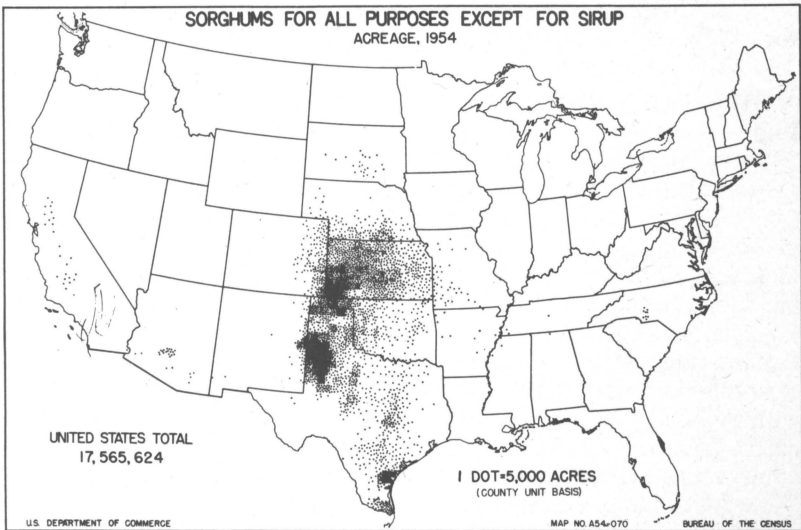 SORGHUMS FOR ALL PURPOSES EXCEPT FOR SIRUP
ACREAGE, 1954
UNITED STATES TOTAL
17,565,624
1 DOT=5,000 ACRES
(COUNTY UNIT BASIS)
U.S. DEPARTMENT OF COMMERCE
MAP NO. A54-070
BUREAU OF THE CENSUS